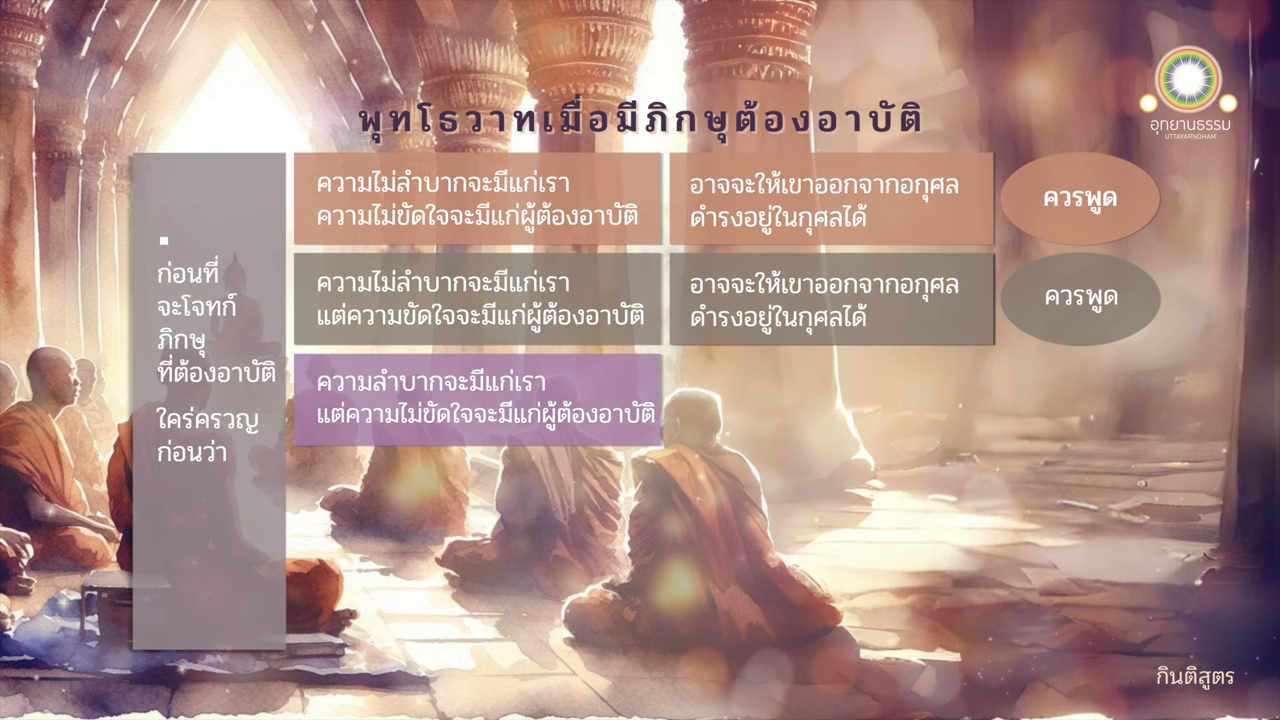 อุทยานธรรม
UTTAYARNDHAM
พุทโธวาทเมื่อมีภิกษุต้องอาบัติ
ก่อนที่
จะโจทก์
ภิกษุ
ที่ต้องอาบัติ
ใคร่ครวญ
ก่อนว่า
ความไม่ลำบากจะมีแก่เรา
ความไม่ขัดใจจะมีแก่ผู้ต้องอาบัติ
อาจจะให้เขาออกจากอกุศล
ดำรงอยู่ในกุศลได้
ควรพูด
ความไม่ลำบากจะมีแก่เรา
แต่ความขัดใจจะมีแก่ผู้ต้องอาบัติ
อาจจะให้เขาออกจากอกุศล
ดำรงอยู่ในกุศลได้
ควรพูด
ความลำบากจะมีแก่เรา
แต่ความไม่ขัดใจจะมีแก่ผู้ต้องอาบัติ
กินติสูตร